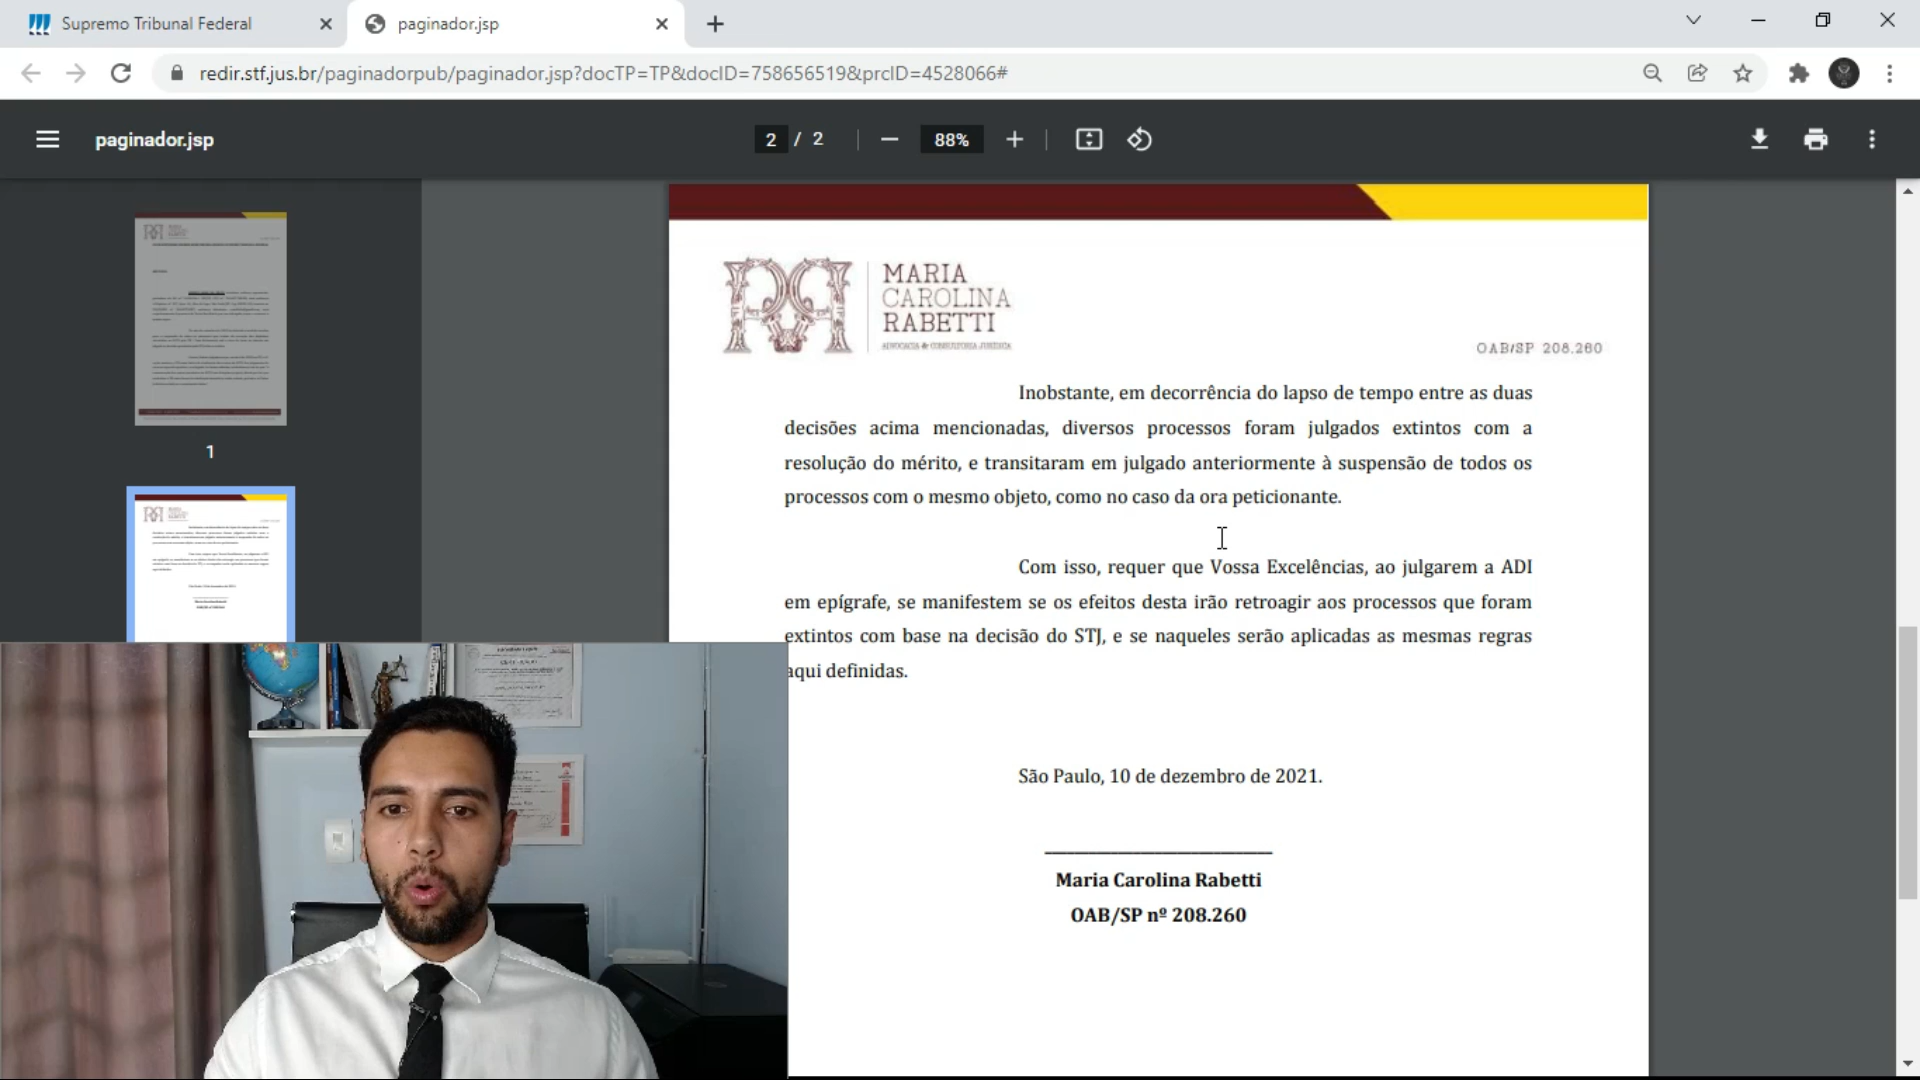 Supremo Tribunal Federal
paginador.jsp
redir.stf.jus.br/paginadorpub/paginador.jsp?docTP=TP&docID=758656519&prcID=4528066#
paginador.jsp
2 / 2
88%
1
MARIA
CAROLINA
RABETTI
ADVOCACIA & CONSULTORIA JURÍDICA
OAB/SP 208.260
Inobstante, em decorrência do lapso de tempo entre as duas
decisões acima mencionadas, diversos processos foram julgados extintos com a
resolução do mérito, e transitaram em julgado anteriormente à suspensão de todos os
processos com o mesmo objeto, como no caso da ora peticionante.
Com isso, requer que Vossa Excelências, ao julgarem a ADI
em epígrafe, se manifestem se os efeitos desta irão retroagir aos processos que foram
extintos com base na decisão do STJ, e se naqueles serão aplicadas as mesmas regras
aqui definidas.
São Paulo, 10 de dezembro de 2021.
Maria Carolina Rabetti
OAB/SP nº 208.260